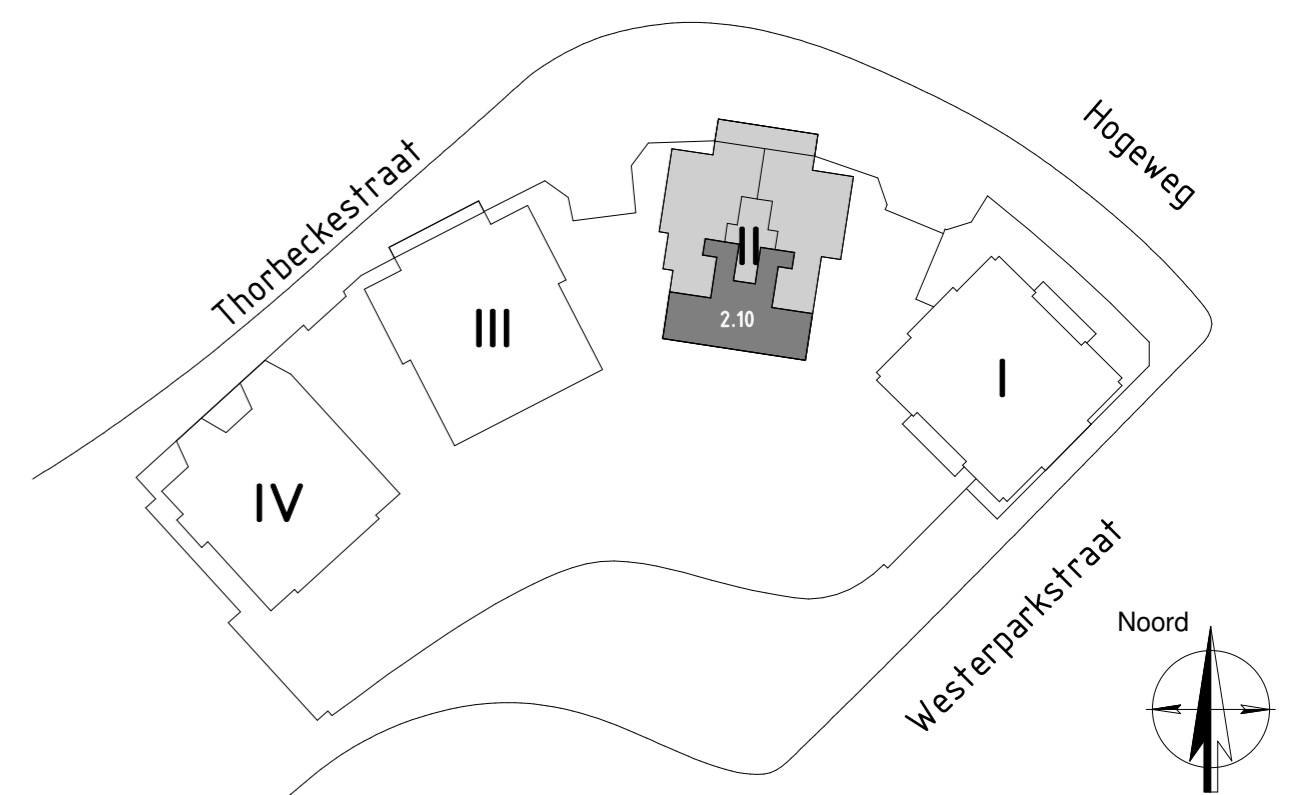 Hogeweg
Thorbeckestraat
II
III
2.10
I
IV
Westerparkstraat
Noord